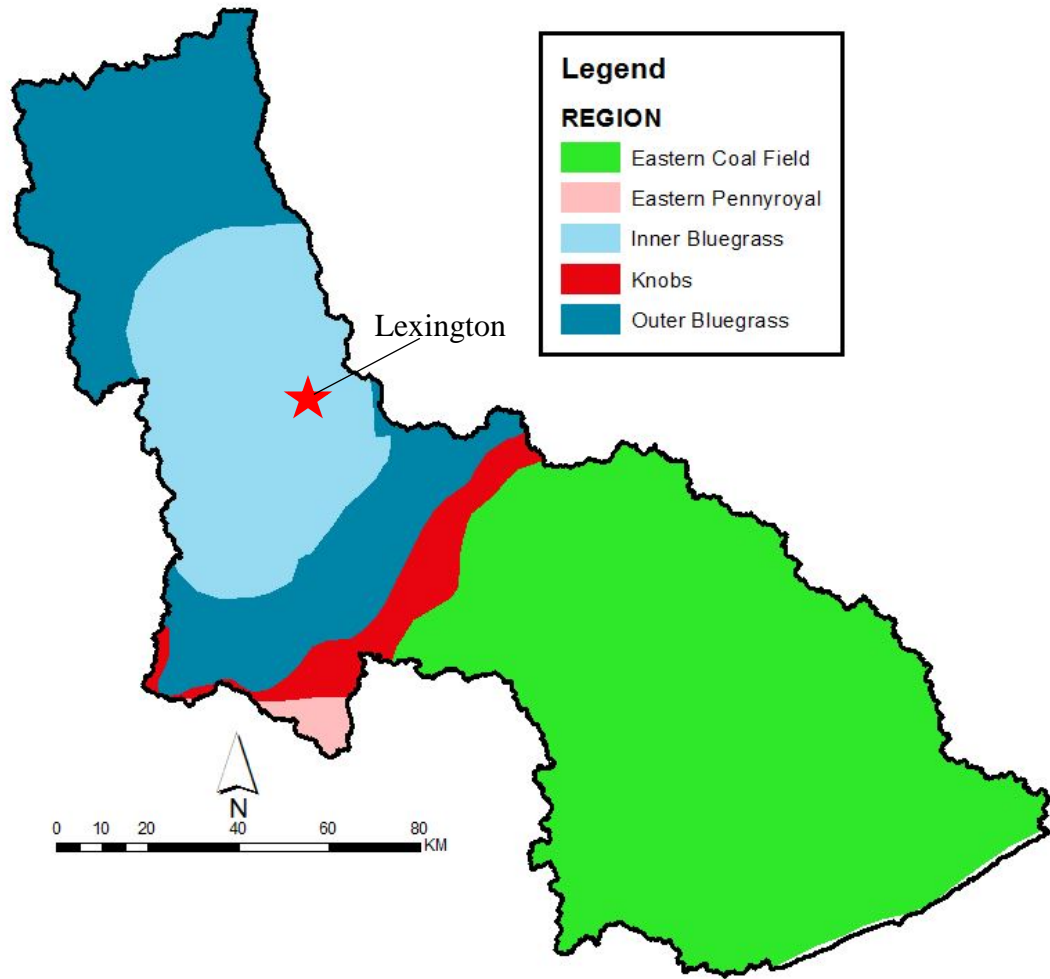 Legend
REGION
Eastern Coal Field
Eastern Pennyroyal
Inner Bluegrass
Knobs
Outer Bluegrass
Lexington
N
0 10 20 40 60 80
KM